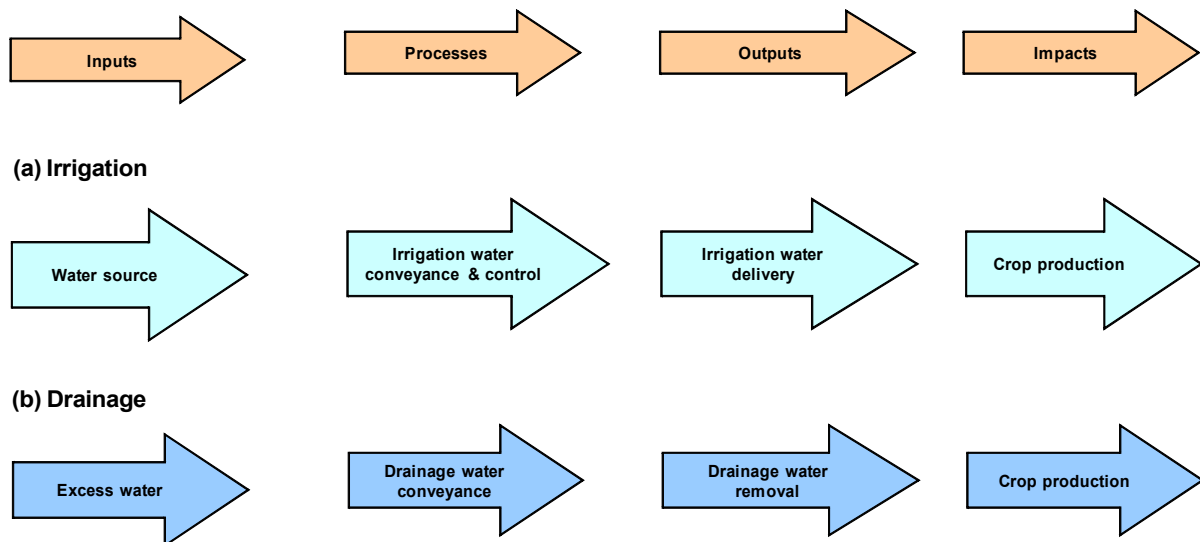 Inputs
Processes
Outputs
Impacts
(a) Irrigation
Water source
Irrigation water
conveyance & control
Irrigation water
delivery
Crop production
(b) Drainage
Excess water
Drainage water
conveyance
Drainage water
removal
Crop production